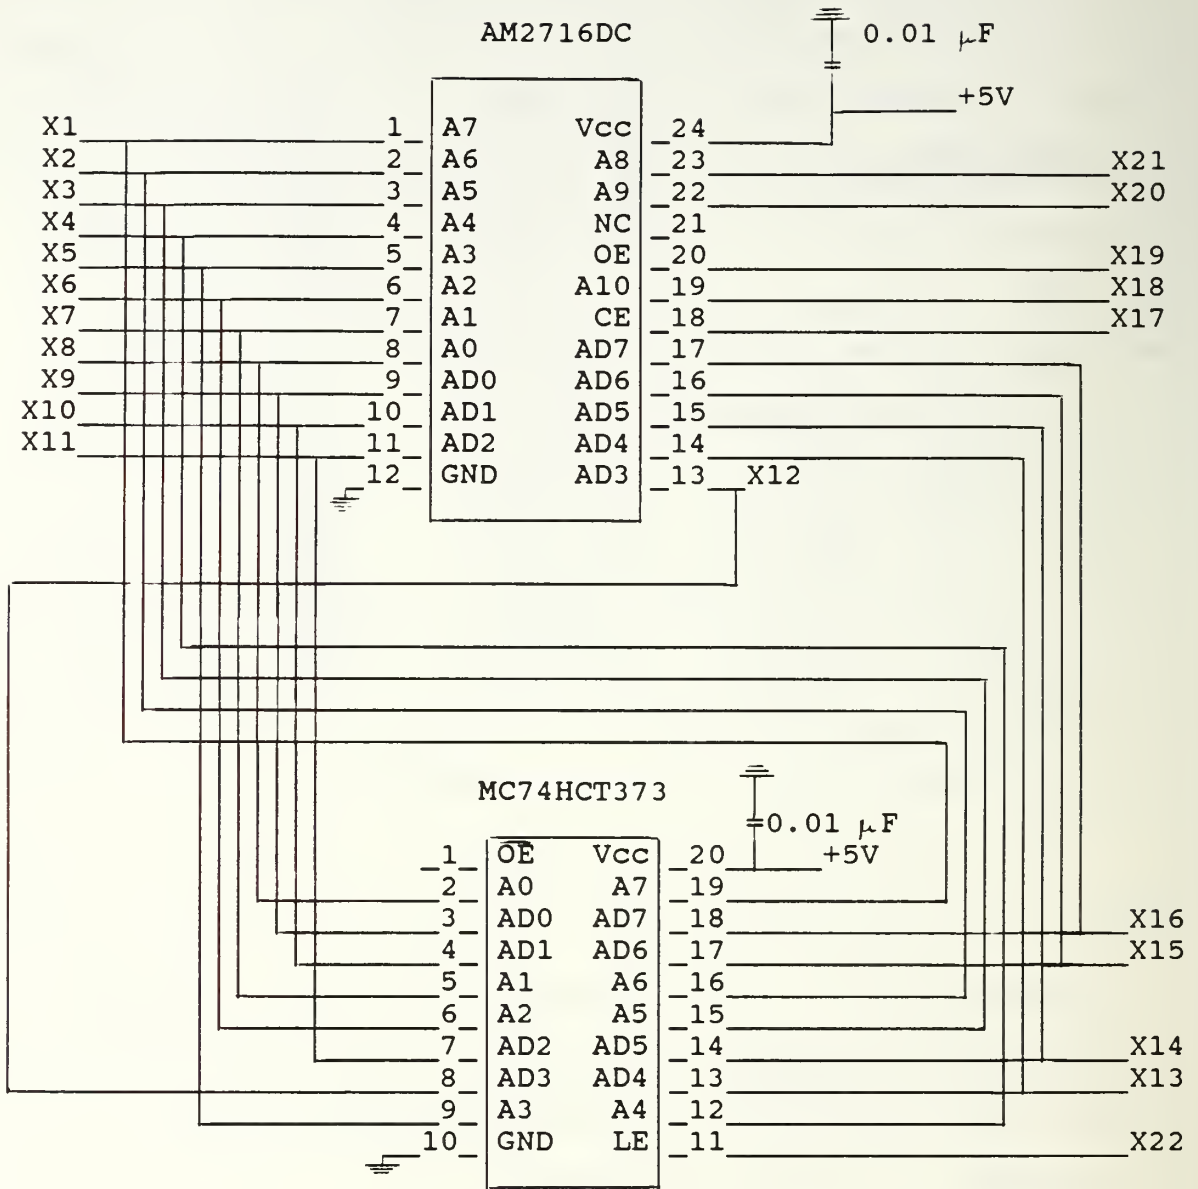 AM2716DC
0.01 μF
+5V
X1 1 A7 Vcc 24
X2 2 A6 A8 23 X21
X3 3 A5 A9 22 X20
X4 4 A4 NC 21
X5 5 A3 OE 20 X19
X6 6 A2 A10 19 X18
X7 7 A1 CE 18 X17
X8 8 A0 AD7 17
X9 9 AD0 AD6 16
X10 10 AD1 AD5 15
X11 11 AD2 AD4 14
12 GND AD3 13 X12
MC74HCT373
0.01 μF
1 O̅E̅ Vcc 20 +5V
2 A0 A7 19
3 AD0 AD7 18 X16
4 AD1 AD6 17 X15
5 A1 A6 16
6 A2 A5 15
7 AD2 AD5 14 X14
8 AD3 AD4 13 X13
9 A3 A4 12
10 GND LE 11 X22